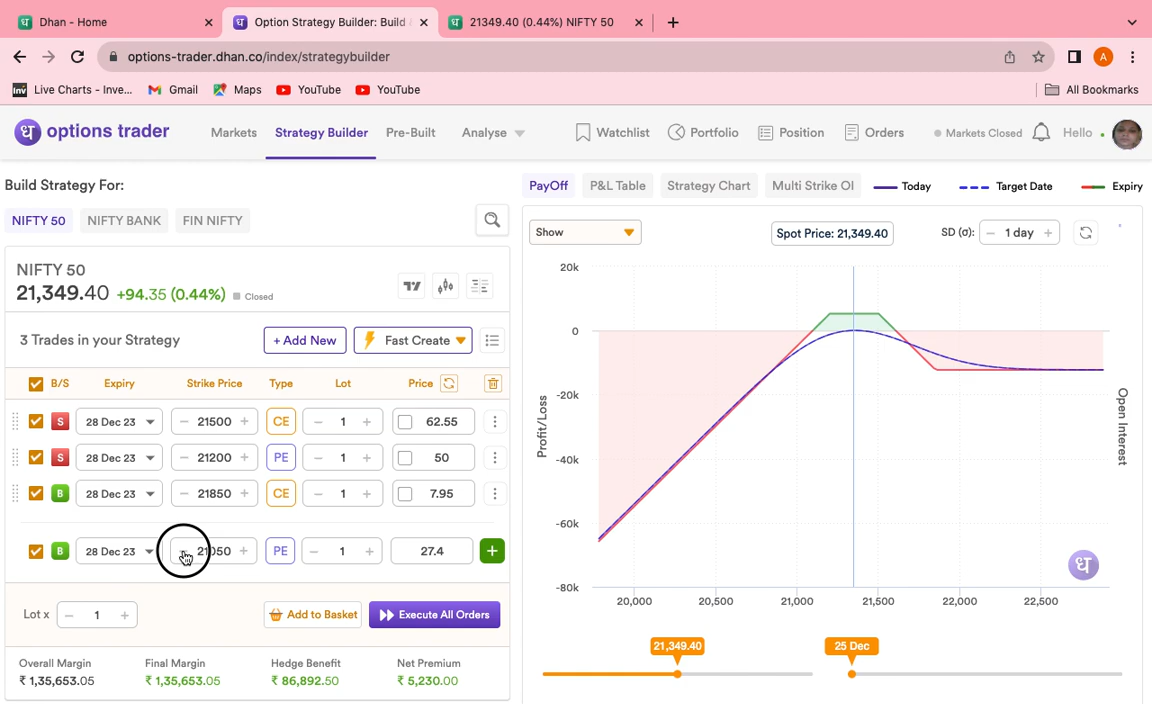 ध Dhan - Home × ध Option Strategy Builder: Build × ध 21349.40 (0.44%) NIFTY 50 × +
options-trader.dhan.co/index/strategybuilder A
Inv Live Charts - Inve... Gmail Maps YouTube YouTube All Bookmarks
ध options trader Markets Strategy Builder Pre-Built Analyse Watchlist Portfolio Position Orders Markets Closed Hello
Build Strategy For:
NIFTY 50 NIFTY BANK FIN NIFTY
NIFTY 50
21,349.40 +94.35 (0.44%) Closed
3 Trades in your Strategy + Add New Fast Create
B/S Expiry Strike Price Type Lot Price
S 28 Dec 23 − 21500 + CE − 1 + 62.55
S 28 Dec 23 − 21200 + PE − 1 + 50
B 28 Dec 23 − 21850 + CE − 1 + 7.95
B 28 Dec 23 21050 + PE − 1 + 27.4 +
Lot x − 1 + Add to Basket Execute All Orders
Overall Margin Final Margin Hedge Benefit Net Premium
₹ 1,35,653.05 ₹ 1,35,653.05 ₹ 86,892.50 ₹ 5,230.00
PayOff P&L Table Strategy Chart Multi Strike OI Today Target Date Expiry
Show Spot Price: 21,349.40 SD (σ): − 1 day +
20k
0
-20k
-40k
-60k
-80k
Profit/Loss
Open Interest
ध
20,000 20,500 21,000 21,500 22,000 22,500
21,349.40 25 Dec